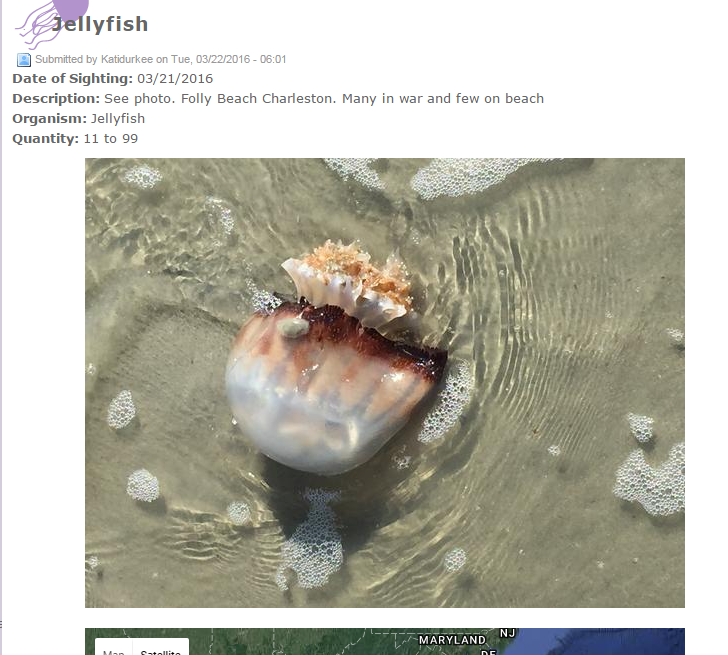 Jellyfish
Submitted by Katidurkee on Tue, 03/22/2016 - 06:01
Date of Sighting: 03/21/2016
Description: See photo. Folly Beach Charleston. Many in war and few on beach
Organism: Jellyfish
Quantity: 11 to 99
NJ
MARYLAND
Map Satellite
DE